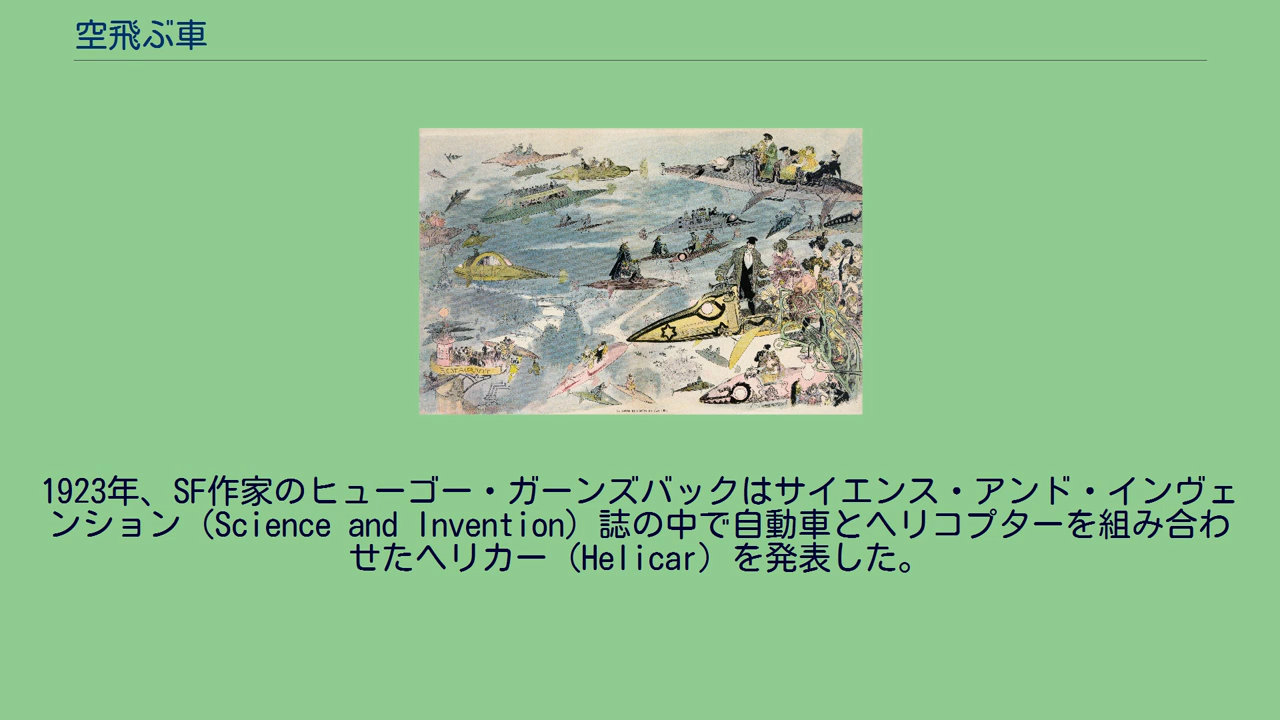 空飛ぶ車
1923年、SF作家のヒューゴー・ガーンズバックはサイエンス・アンド・インヴェ
ンション（Science and Invention）誌の中で自動車とヘリコプターを組み合わ
せたヘリカー（Helicar）を発表した。